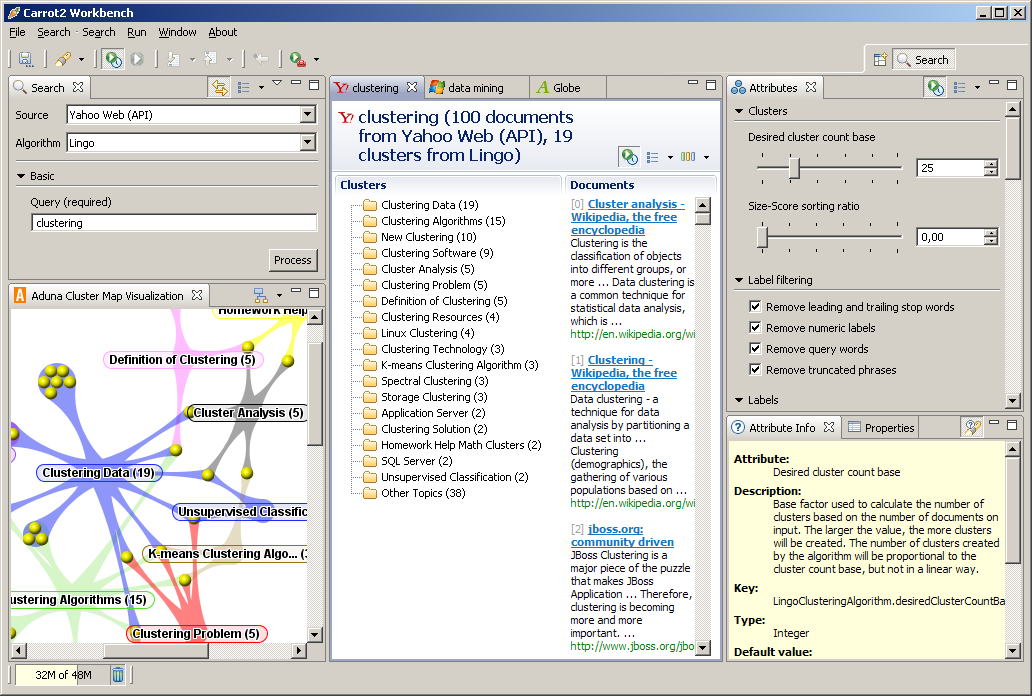 Carrot2 Workbench
File Search Search Run Window About
Search
Search
Source Yahoo Web (API)
Algorithm Lingo
Basic
Query (required)
clustering
Process
Aduna Cluster Map Visualization
Homework Help
Definition of Clustering (5)
Cluster Analysis (5)
Clustering Data (19)
Unsupervised Classific
K-means Clustering Algo... (3
ustering Algorithms (15)
Clustering Problem (5)
32M of 48M
clustering
data mining
Globe
clustering (100 documents
from Yahoo Web (API), 19
clusters from Lingo)
Clusters
Clustering Data (19)
Clustering Algorithms (15)
New Clustering (10)
Clustering Software (9)
Cluster Analysis (5)
Clustering Problem (5)
Definition of Clustering (5)
Clustering Resources (4)
Linux Clustering (4)
Clustering Technology (3)
K-means Clustering Algorithm (3)
Spectral Clustering (3)
Storage Clustering (3)
Application Server (2)
Clustering Solution (2)
Homework Help Math Clusters (2)
SQL Server (2)
Unsupervised Classification (2)
Other Topics (38)
Documents
[0] Cluster analysis -
Wikipedia, the free
encyclopedia
Clustering is the
classification of objects
into different groups, or
more ... Data clustering is
a common technique for
statistical data analysis,
which is ...
http://en.wikipedia.org/wi
[1] Clustering -
Wikipedia, the free
encyclopedia
Data clustering - a
technique for data
analysis by partitioning a
data set into ...
Clustering
(demographics), the
gathering of various
populations based on ...
http://en.wikipedia.org/wi
[2] jboss.org:
community driven
JBoss Clustering is a
major piece of the puzzle
that makes JBoss
Application ... Therefore,
clustering is becoming
more and more
important. ...
http://www.jboss.org/jbo
Attributes
Clusters
Desired cluster count base
25
Size-Score sorting ratio
0,00
Label filtering
Remove leading and trailing stop words
Remove numeric labels
Remove query words
Remove truncated phrases
Labels
Attribute Info
Properties
Attribute:
Desired cluster count base
Description:
Base factor used to calculate the number of
clusters based on the number of documents on
input. The larger the value, the more clusters
will be created. The number of clusters created
by the algorithm will be proportional to the
cluster count base, but not in a linear way.
Key:
LingoClusteringAlgorithm.desiredClusterCountBa
Type:
Integer
Default value: